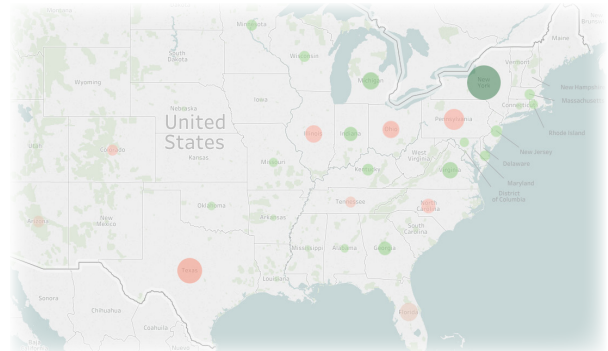 Montana
Minnesota
Maine
South
Dakota
Wisconsin
Vermont
Michigan
New
York
Wyoming
New Hampshire
Massachusetts
Iowa
Nebraska
Connecticut
Pennsylvania
United
States
Illinois
Indiana
Ohio
Rhode Island
Utah
Colorado
Kansas
Missouri
West
Virginia
New Jersey
Kentucky
Virginia
Delaware
Maryland
District
of Columbia
Oklahoma
Tennessee
North
Carolina
Arizona
New
Mexico
Arkansas
South
Carolina
Mississippi
Alabama
Georgia
Texas
Louisiana
Sonora
Chihuahua
Coahuila
Florida